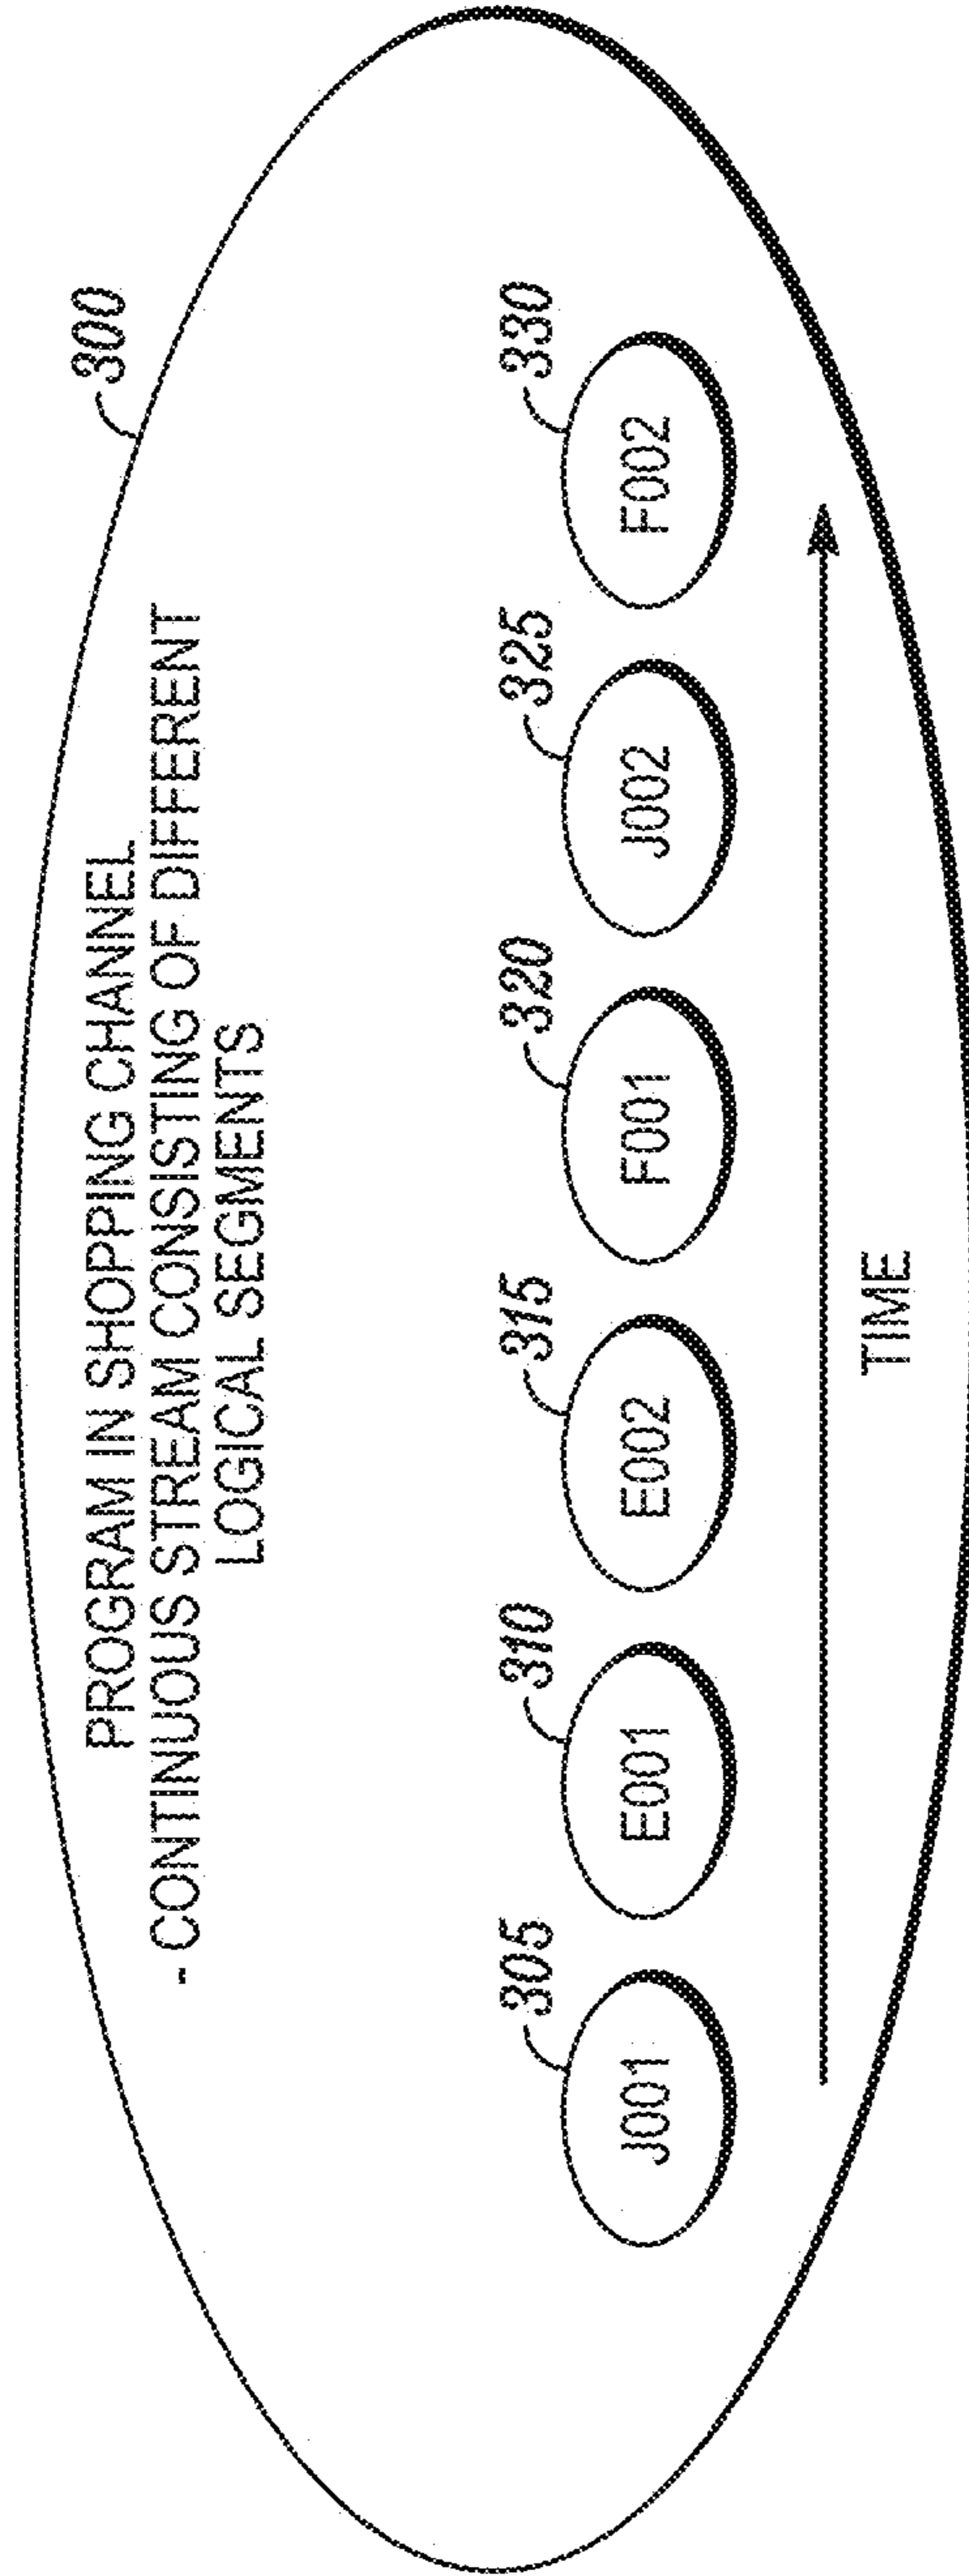 PROGRAM IN SHOPPING CHANNEL
- CONTINUOUS STREAM CONSISTING OF DIFFERENT
LOGICAL SEGMENTS
300
305 310 315 320 325 330
J001 E001 E002 F001 J002 F002
TIME